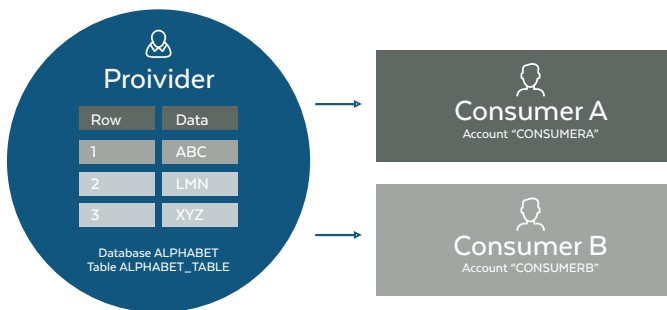 Proivider
Row Data
1 ABC
2 LMN
3 XYZ
Database ALPHABET
Table ALPHABET_TABLE
Consumer A
Account “CONSUMERA”
Consumer B
Account “CONSUMERB”